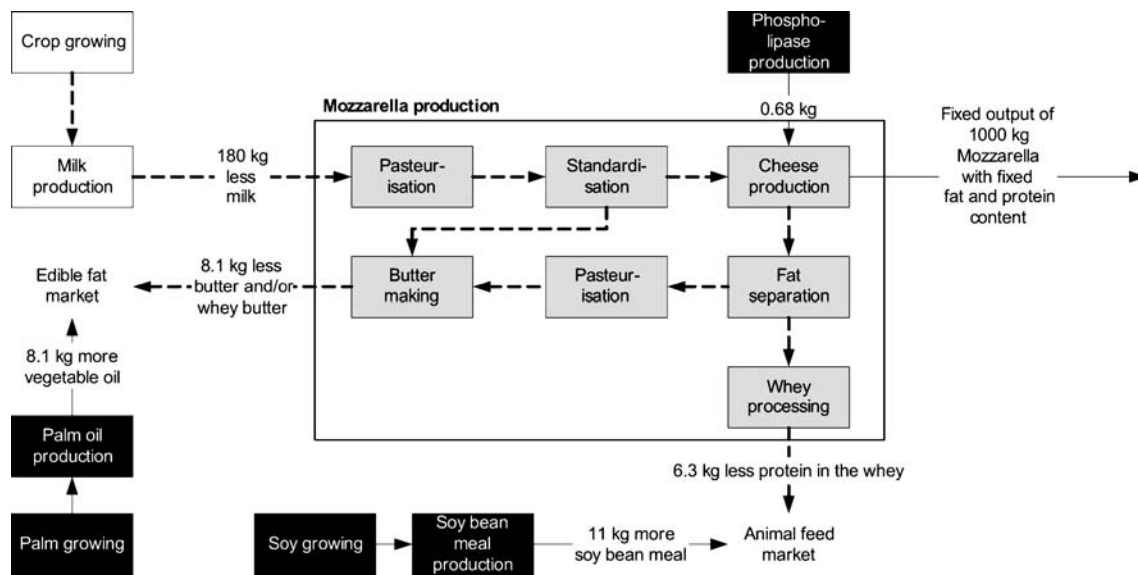 Crop growing
Phospho-
lipase
production
Mozzarella production
0.68 kg
Fixed output of
1000 kg
Mozzarella
with fixed
fat and protein
content
Milk
production
180 kg
less
milk
Pasteur-
isation
Standardi-
sation
Cheese
production
Edible fat
market
8.1 kg less
butter and/or
whey butter
Butter
making
Pasteur-
isation
Fat
separation
8.1 kg more
vegetable oil
Whey
processing
Palm oil
production
6.3 kg less protein in the whey
Palm growing
Soy growing
Soy bean
meal
production
11 kg more
soy bean meal
Animal feed
market